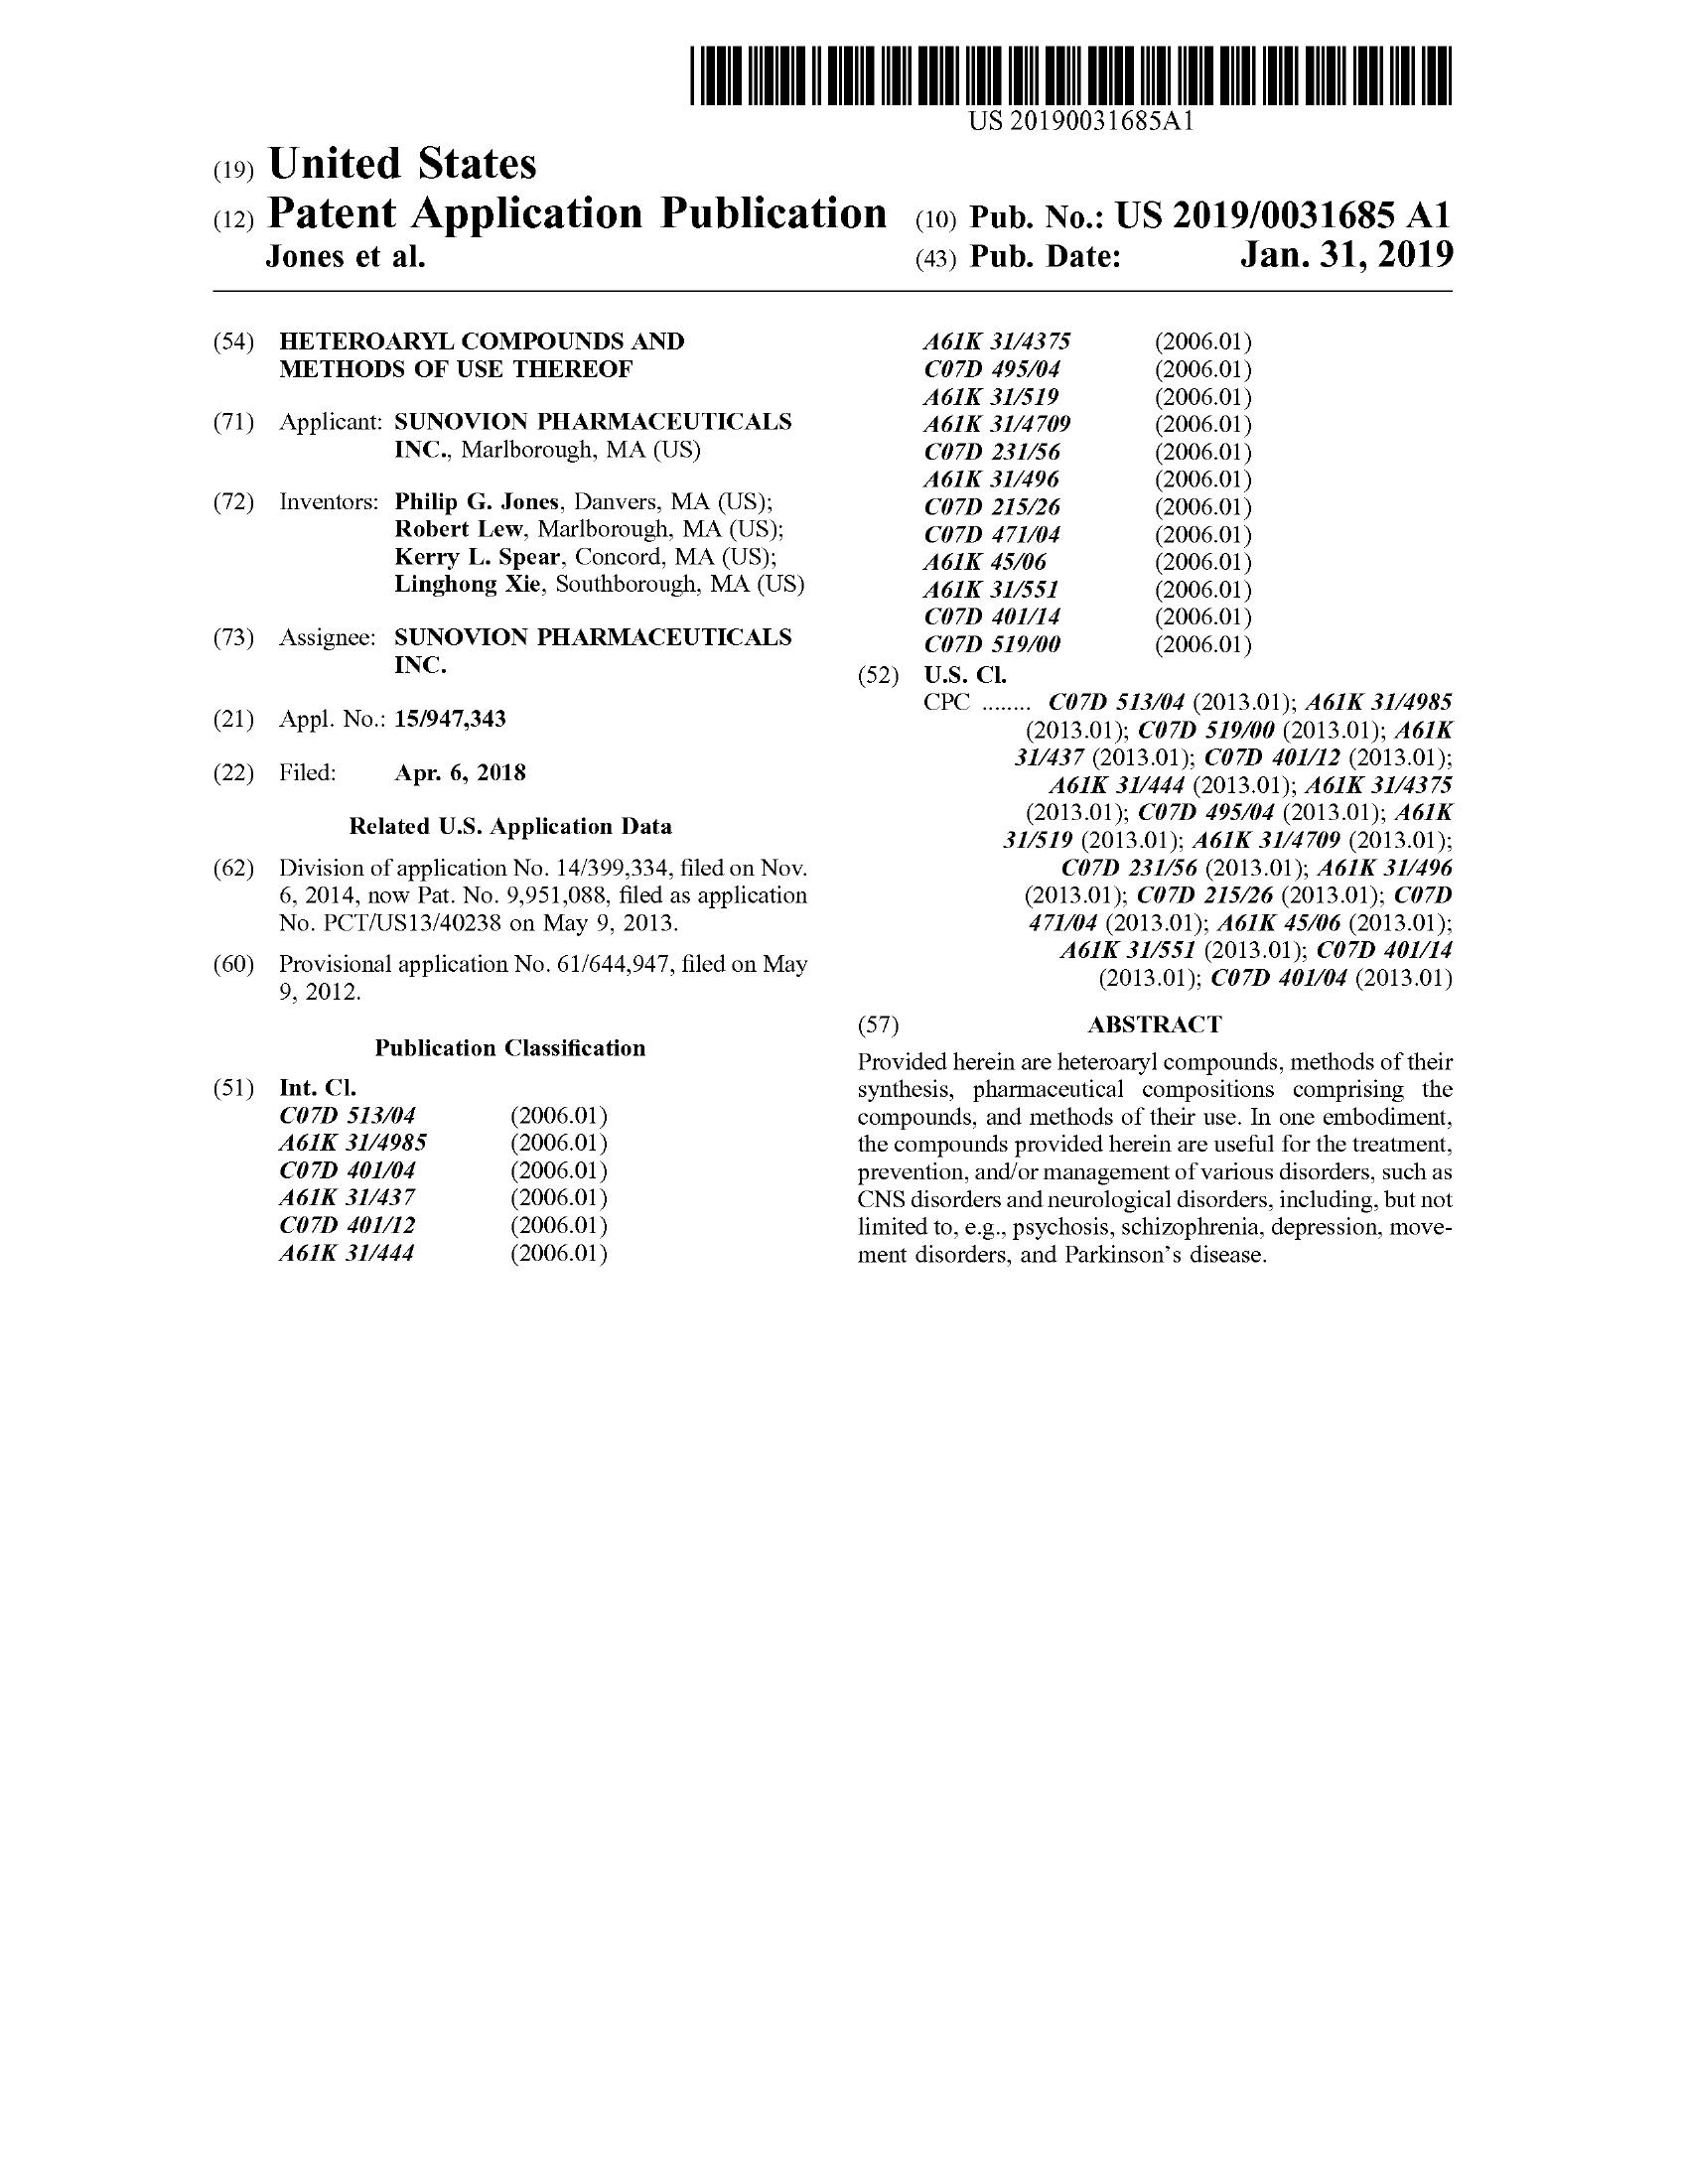 US 20190031685A1
(19) United States
(12) Patent Application Publication
Jones et al.
(10) Pub. No.: US 2019/0031685 A1
(43) Pub. Date: Jan. 31, 2019
(54) HETEROARYL COMPOUNDS AND
METHODS OF USE THEREOF
(71) Applicant: SUNOVION PHARMACEUTICALS
INC., Marlborough, MA (US)
(72) Inventors: Philip G. Jones, Danvers, MA (US);
Robert Lew, Marlborough, MA (US);
Kerry L. Spear, Concord, MA (US);
Linghong Xie, Southborough, MA (US)
(73) Assignee: SUNOVION PHARMACEUTICALS
INC.
(21) Appl. No.: 15/947,343
(22) Filed: Apr. 6, 2018
Related U.S. Application Data
(62) Division of application No. 14/399,334, filed on Nov.
6, 2014, now Pat. No. 9,951,088, filed as application
No. PCT/US13/40238 on May 9, 2013.
(60) Provisional application No. 61/644,947, filed on May
9, 2012.
Publication Classification
(51) Int. Cl.
C07D 513/04 (2006.01)
A61K 31/4985 (2006.01)
C07D 401/04 (2006.01)
A61K 31/437 (2006.01)
C07D 401/12 (2006.01)
A61K 31/444 (2006.01)
A61K 31/4375 (2006.01)
C07D 495/04 (2006.01)
A61K 31/519 (2006.01)
A61K 31/4709 (2006.01)
C07D 231/56 (2006.01)
A61K 31/496 (2006.01)
C07D 215/26 (2006.01)
C07D 471/04 (2006.01)
A61K 45/06 (2006.01)
A61K 31/551 (2006.01)
C07D 401/14 (2006.01)
C07D 519/00 (2006.01)
(52) U.S. Cl.
CPC ........ C07D 513/04 (2013.01); A61K 31/4985
(2013.01); C07D 519/00 (2013.01); A61K
31/437 (2013.01); C07D 401/12 (2013.01);
A61K 31/444 (2013.01); A61K 31/4375
(2013.01); C07D 495/04 (2013.01); A61K
31/519 (2013.01); A61K 31/4709 (2013.01);
C07D 231/56 (2013.01); A61K 31/496
(2013.01); C07D 215/26 (2013.01); C07D
471/04 (2013.01); A61K 45/06 (2013.01);
A61K 31/551 (2013.01); C07D 401/14
(2013.01); C07D 401/04 (2013.01)
(57) ABSTRACT
Provided herein are heteroaryl compounds, methods of their
synthesis, pharmaceutical compositions comprising the
compounds, and methods of their use. In one embodiment,
the compounds provided herein are useful for the treatment,
prevention, and/or management of various disorders, such as
CNS disorders and neurological disorders, including, but not
limited to, e.g., psychosis, schizophrenia, depression, move-
ment disorders, and Parkinson's disease.